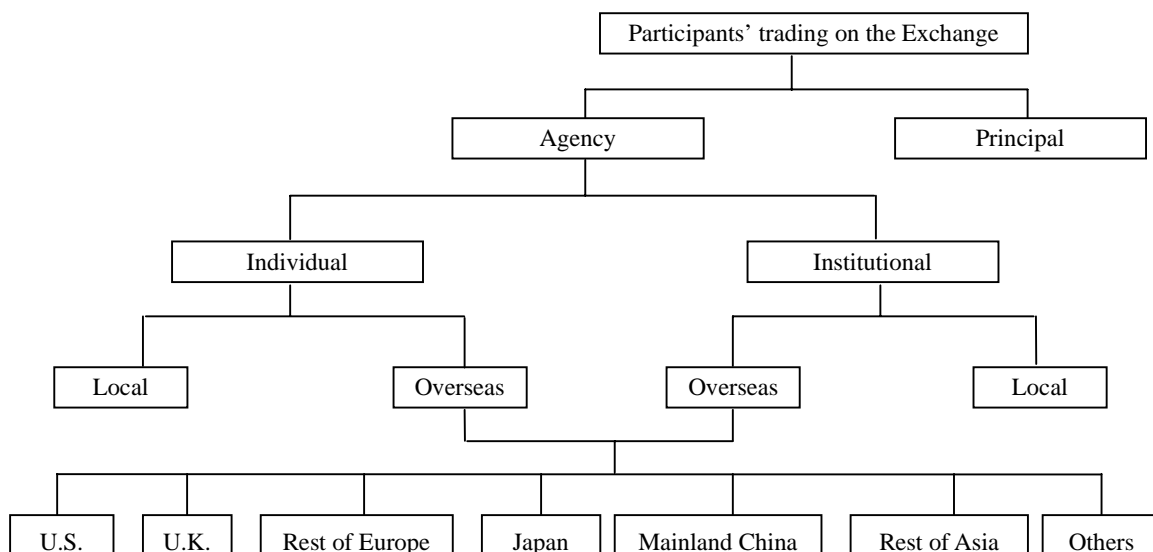 Participants’ trading on the Exchange
Agency
Principal
Individual
Institutional
Local
Overseas
Overseas
Local
U.S.
U.K.
Rest of Europe
Japan
Mainland China
Rest of Asia
Others